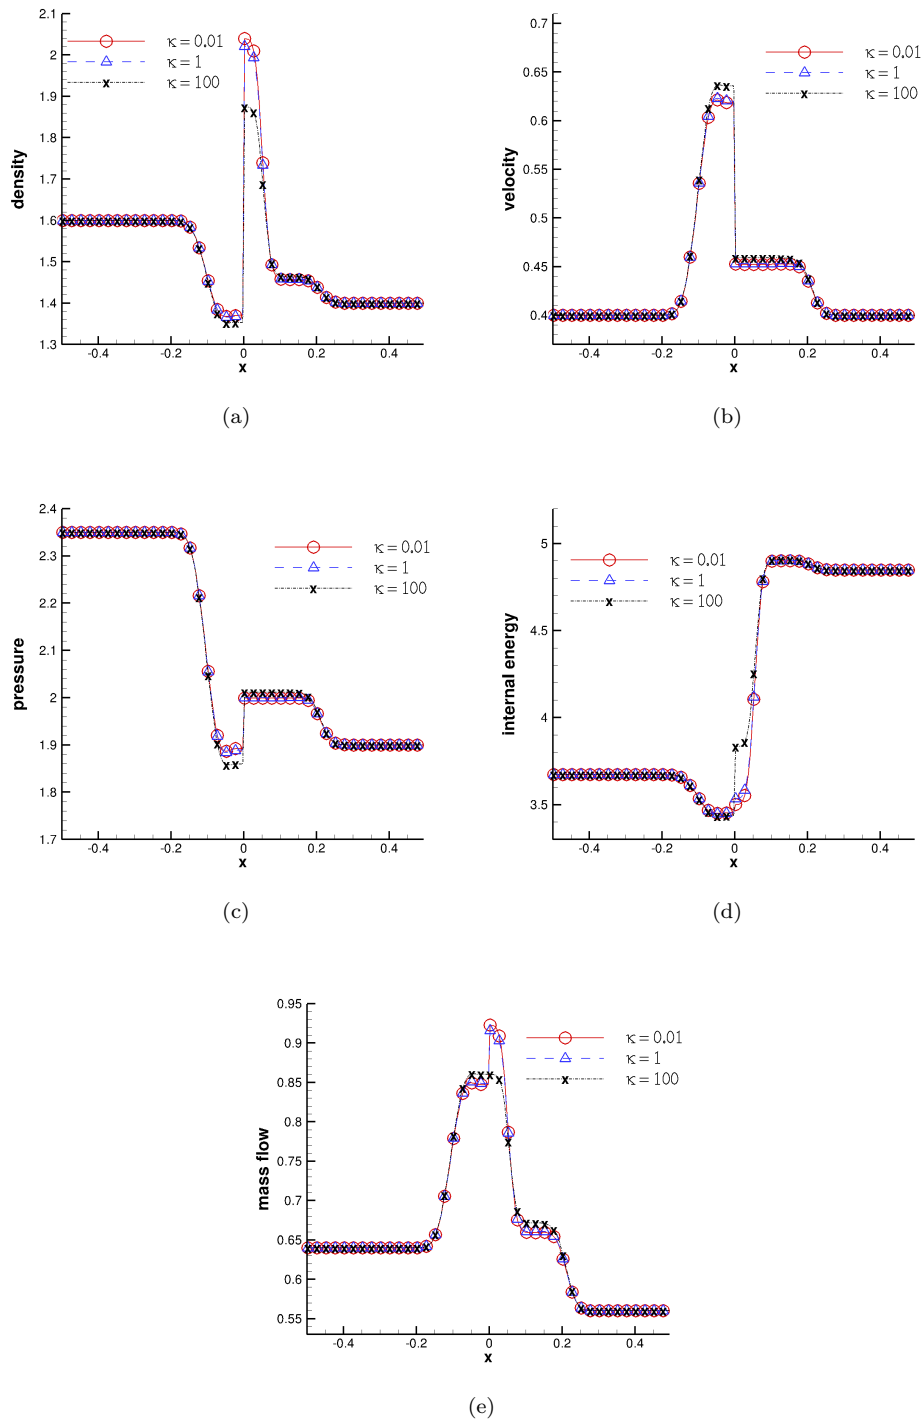 2.1
2
1.9
1.8
1.7
1.6
1.5
1.4
1.3
density
κ = 0.01
κ = 1
κ = 100
-0.4
-0.2
0
0.2
0.4
x
(a)
0.7
0.65
0.6
0.55
0.5
0.45
0.4
velocity
κ = 0.01
κ = 1
κ = 100
-0.4
-0.2
0
0.2
0.4
x
(b)
2.4
2.3
2.2
2.1
2
1.9
1.8
1.7
pressure
κ = 0.01
κ = 1
κ = 100
-0.4
-0.2
0
0.2
0.4
x
(c)
5
4.5
4
3.5
internal energy
κ = 0.01
κ = 1
κ = 100
-0.4
-0.2
0
0.2
0.4
x
(d)
0.95
0.9
0.85
0.8
0.75
0.7
0.65
0.6
0.55
mass flow
κ = 0.01
κ = 1
κ = 100
-0.4
-0.2
0
0.2
0.4
x
(e)